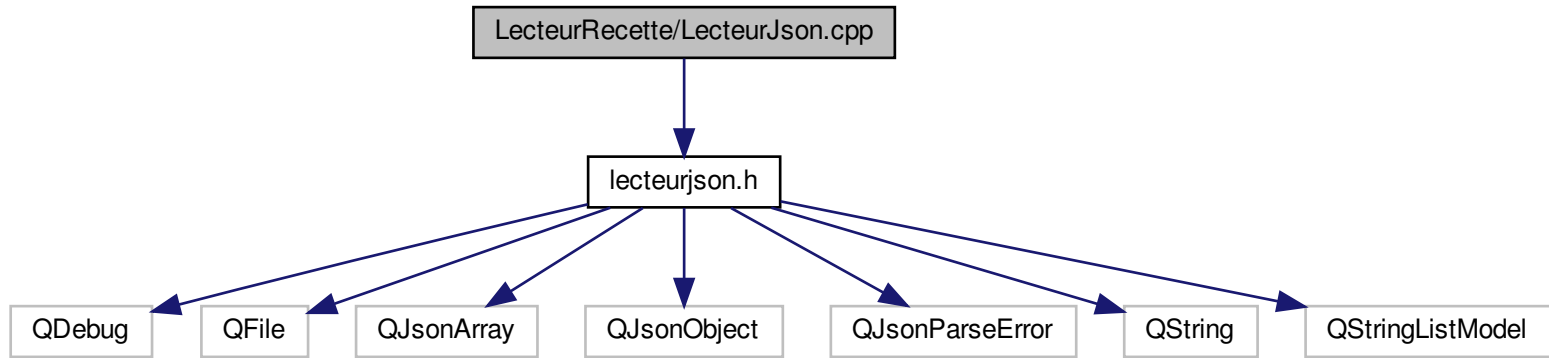 LecteurRecette/LecteurJson.cpp
lecteurjson.h
QDebug
QFile
QJsonArray
QJsonObject
QJsonParseError
QString
QStringListModel